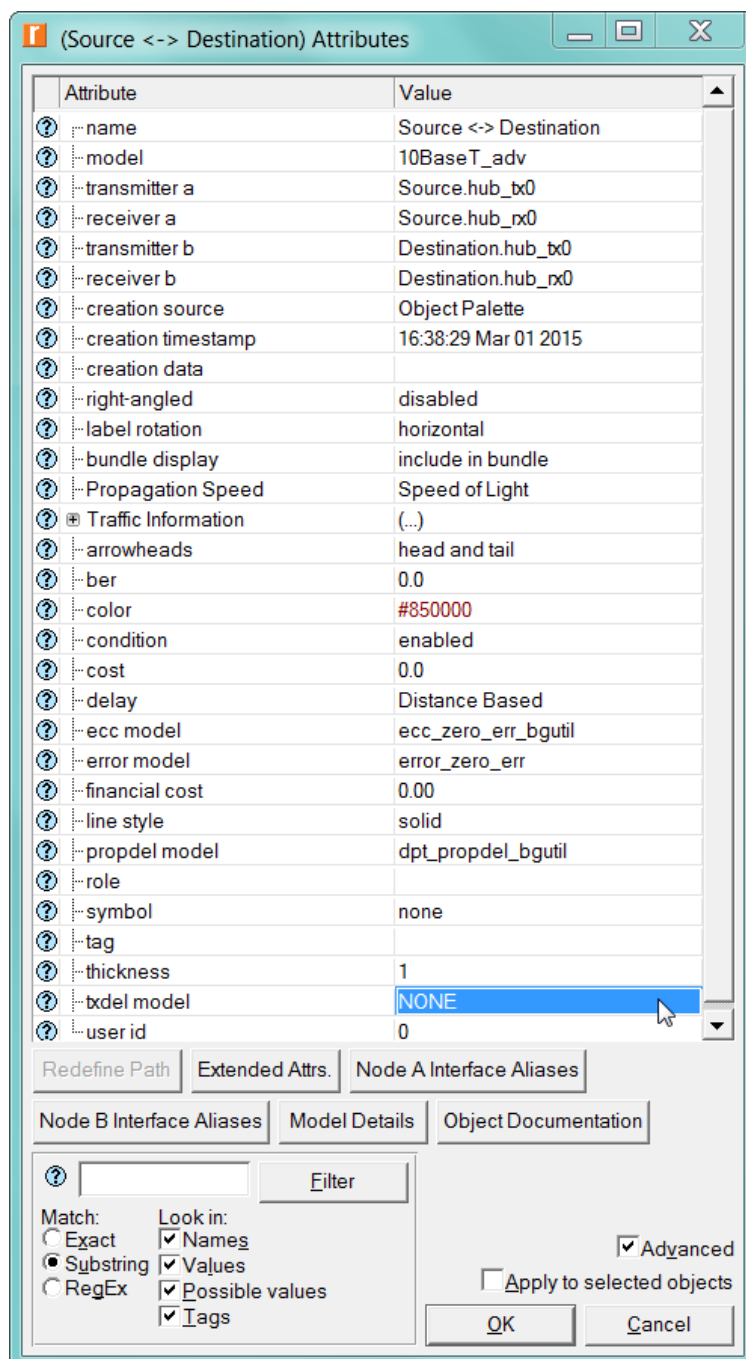 (Source <-> Destination) Attributes
Attribute Value
name Source <-> Destination
model 10BaseT_adv
transmitter a Source.hub_tx0
receiver a Source.hub_rx0
transmitter b Destination.hub_tx0
receiver b Destination.hub_rx0
creation source Object Palette
creation timestamp 16:38:29 Mar 01 2015
creation data
right-angled disabled
label rotation horizontal
bundle display include in bundle
Propagation Speed Speed of Light
Traffic Information (...)
arrowheads head and tail
ber 0.0
color #850000
condition enabled
cost 0.0
delay Distance Based
ecc model ecc_zero_err_bgutil
error model error_zero_err
financial cost 0.00
line style solid
propdel model dpt_propdel_bgutil
role
symbol none
tag
thickness 1
txdel model NONE
user id 0
Redefine Path Extended Attrs. Node A Interface Aliases
Node B Interface Aliases Model Details Object Documentation
Filter
Match: Look in:
Exact Names
Substring Values
RegEx Possible values
Tags
Advanced
Apply to selected objects
OK Cancel